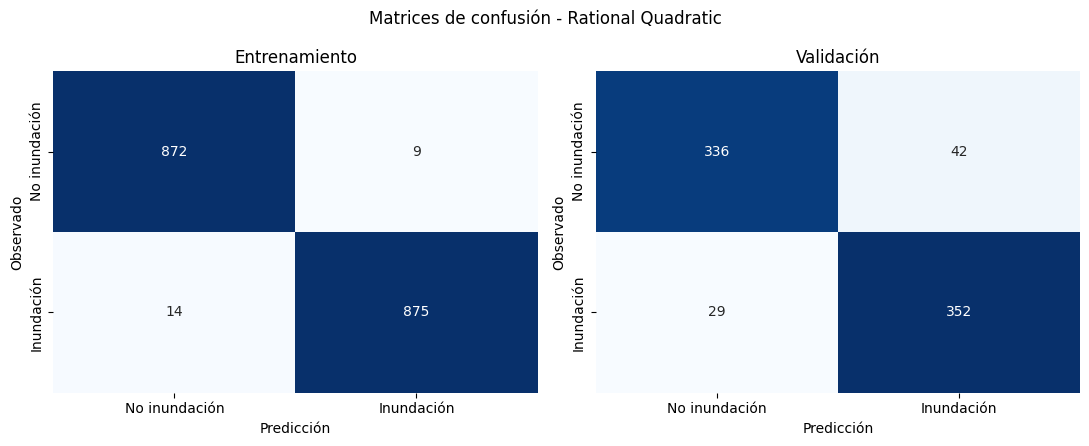 Matrices de confusión - Rational Quadratic
Entrenamiento
No inundación
Inundación
Observado
872 9
14 875
No inundación Inundación
Predicción
Validación
No inundación
Inundación
Observado
336 42
29 352
No inundación Inundación
Predicción